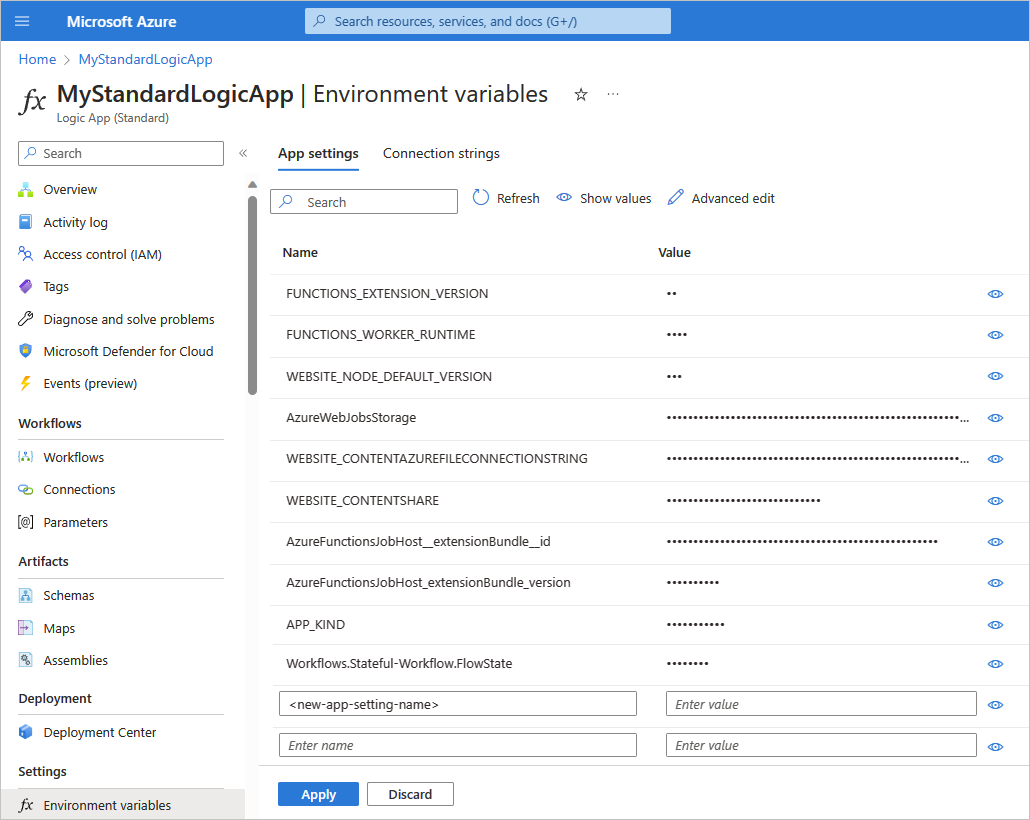 Microsoft Azure
Search resources, services, and docs (G+/)
Home > MyStandardLogicApp
MyStandardLogicApp | Environment variables
Logic App (Standard)
Search
Overview
Activity log
Access control (IAM)
Tags
Diagnose and solve problems
Microsoft Defender for Cloud
Events (preview)
Workflows
Workflows
Connections
Parameters
Artifacts
Schemas
Maps
Assemblies
Deployment
Deployment Center
Settings
Environment variables
App settings Connection strings
Search Refresh Show values Advanced edit
Name Value
FUNCTIONS_EXTENSION_VERSION ••
FUNCTIONS_WORKER_RUNTIME ••••
WEBSITE_NODE_DEFAULT_VERSION •••
AzureWebJobsStorage
WEBSITE_CONTENTAZUREFILECONNECTIONSTRING
WEBSITE_CONTENTSHARE
AzureFunctionsJobHost__extensionBundle__id
AzureFunctionsJobHost_extensionBundle_version
APP_KIND
Workflows.Stateful-Workflow.FlowState
<new-app-setting-name> Enter value
Enter name Enter value
Apply Discard